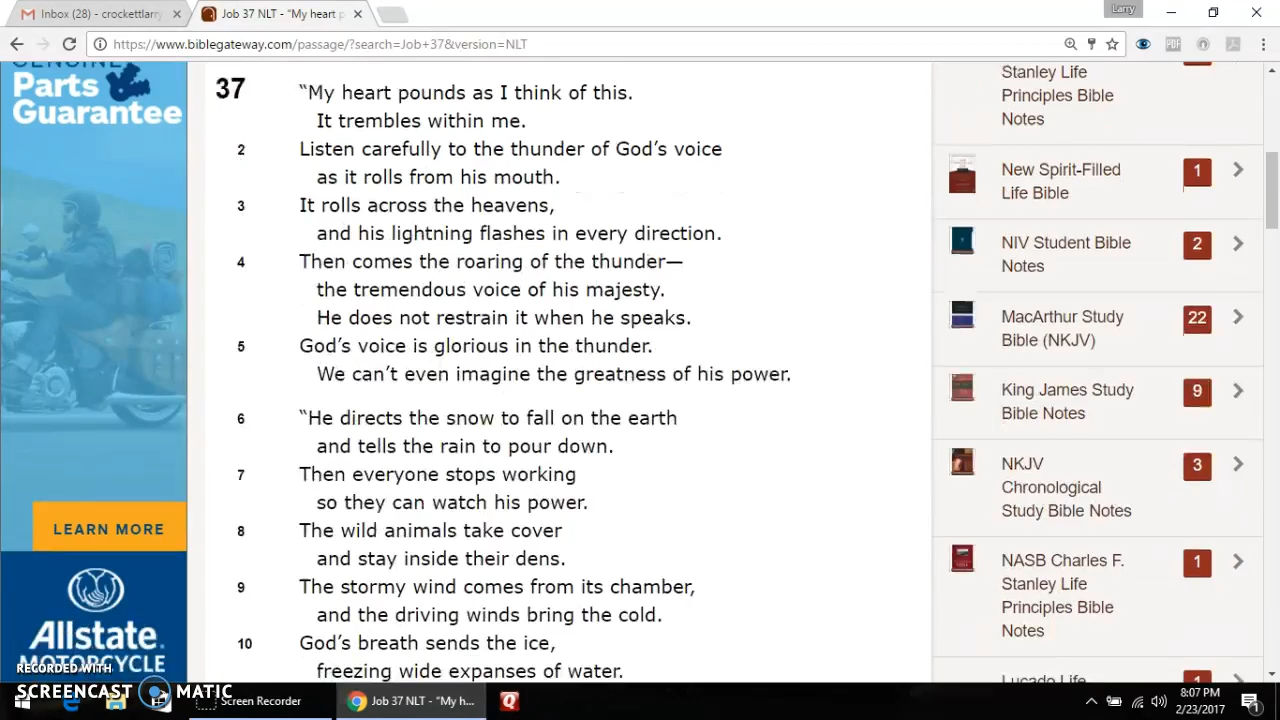 Inbox (28) - crockettlarry
Job 37 NLT - “My heart p
Larry
https://www.biblegateway.com/passage/?search=Job+37&version=NLT
GENUINE
Parts
Guarantee
LEARN MORE
Allstate
MOTORCYCLE
37 “My heart pounds as I think of this.
It trembles within me.
2 Listen carefully to the thunder of God’s voice
as it rolls from his mouth.
3 It rolls across the heavens,
and his lightning flashes in every direction.
4 Then comes the roaring of the thunder—
the tremendous voice of his majesty.
He does not restrain it when he speaks.
5 God’s voice is glorious in the thunder.
We can’t even imagine the greatness of his power.
6 “He directs the snow to fall on the earth
and tells the rain to pour down.
7 Then everyone stops working
so they can watch his power.
8 The wild animals take cover
and stay inside their dens.
9 The stormy wind comes from its chamber,
and the driving winds bring the cold.
10 God’s breath sends the ice,
freezing wide expanses of water.
Stanley Life
Principles Bible
Notes
New Spirit-Filled
Life Bible
1
NIV Student Bible
Notes
2
MacArthur Study
Bible (NKJV)
22
King James Study
Bible Notes
9
NKJV
Chronological
Study Bible Notes
3
NASB Charles F.
Stanley Life
Principles Bible
Notes
1
Lucado Life
1
RECORDED WITH
SCREENCAST MATIC
Screen Recorder
Job 37 NLT - “My h...
8:07 PM
2/23/2017
1